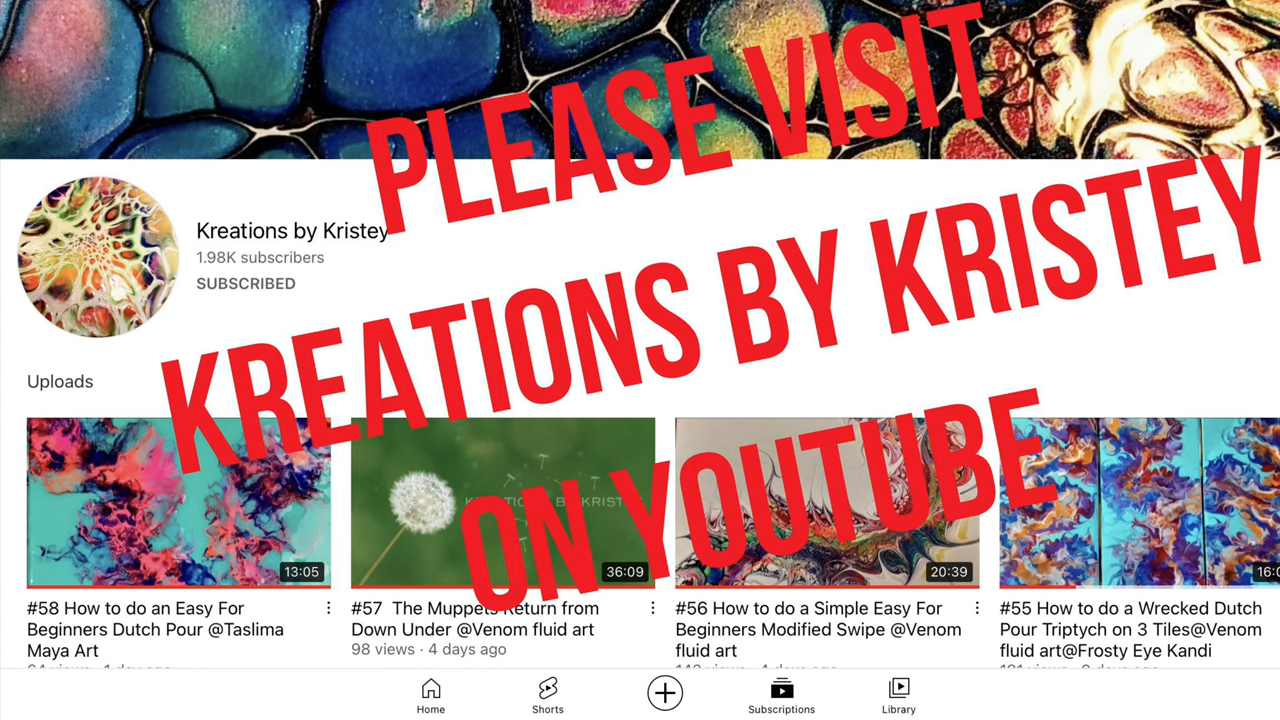 PLEASE VISIT
KREATIONS BY KRISTEY
ON YOUTUBE
Kreations by Kristey
1.98K subscribers
SUBSCRIBED
Uploads
13:05
36:09
20:39
#58 How to do an Easy For
Beginners Dutch Pour @Taslima
Maya Art
#57 The Muppets Return from
Down Under @Venom fluid art
98 views · 4 days ago
#56 How to do a Simple Easy For
Beginners Modified Swipe @Venom
fluid art
#55 How to do a Wrecked Dutch
Pour Triptych on 3 Tiles@Venom
fluid art@Frosty Eye Kandi
Home
Shorts
Subscriptions
Library